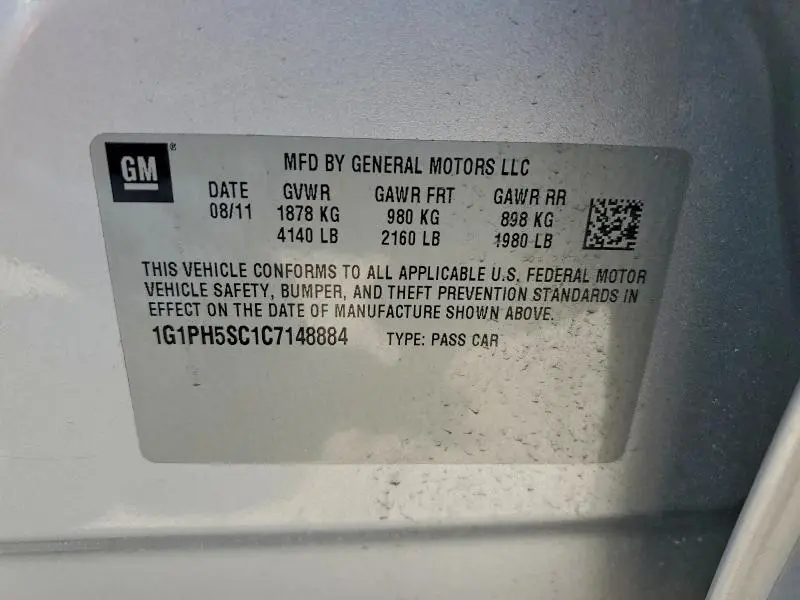 GM®
MFD BY GENERAL MOTORS LLC
DATE GVWR GAWR FRT GAWR RR
08/11 1878 KG 980 KG 898 KG
4140 LB 2160 LB 1980 LB
THIS VEHICLE CONFORMS TO ALL APPLICABLE U.S. FEDERAL MOTOR
VEHICLE SAFETY, BUMPER, AND THEFT PREVENTION STANDARDS IN
EFFECT ON THE DATE OF MANUFACTURE SHOWN ABOVE.
1G1PH5SC1C7148884 TYPE: PASS CAR